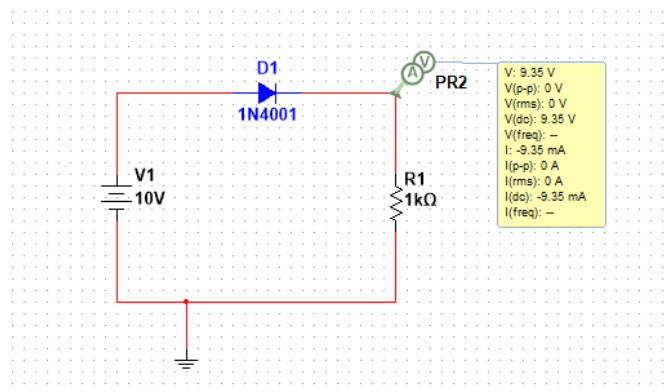 D1
1N4001
A V
PR2
V: 9.35 V
V(p-p): 0 V
V(rms): 0 V
V(dc): 9.35 V
V(freq): --
I: -9.35 mA
I(p-p): 0 A
I(rms): 0 A
I(dc): -9.35 mA
I(freq): --
V1
10V
R1
1kΩ